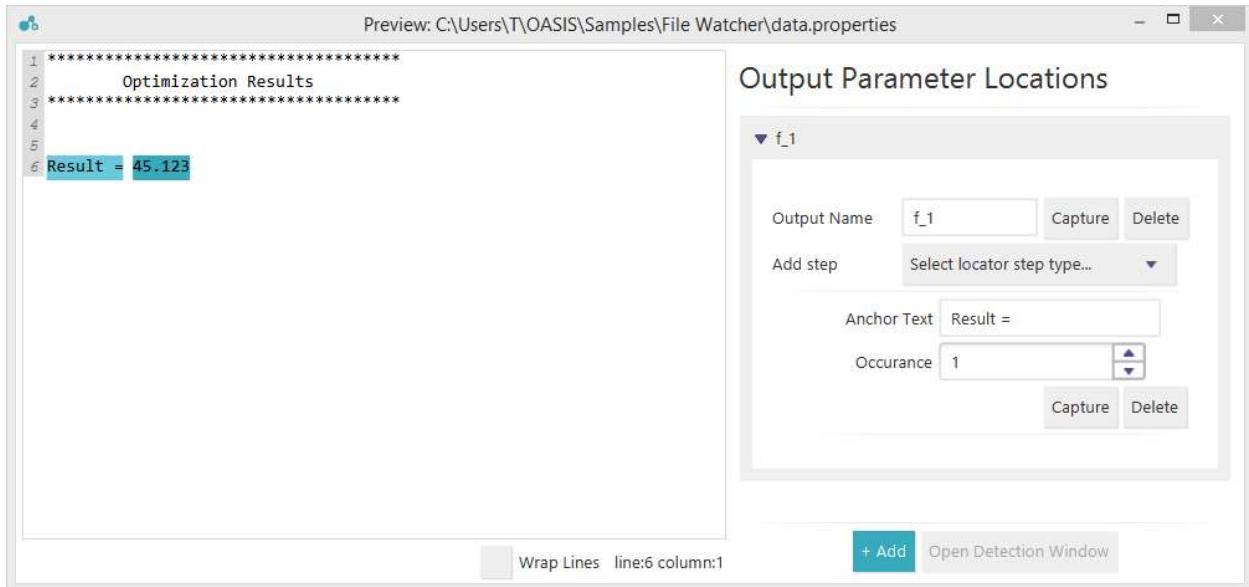 Preview: C:\Users\T\OASIS\Samples\File Watcher\data.properties
1 *************************************
2 Optimization Results
3 *************************************
4
5
6 Result = 45.123
Wrap Lines line:6 column:1
Output Parameter Locations
f_1
Output Name f_1 Capture Delete
Add step Select locator step type...
Anchor Text Result =
Occurance 1
Capture Delete
+ Add Open Detection Window